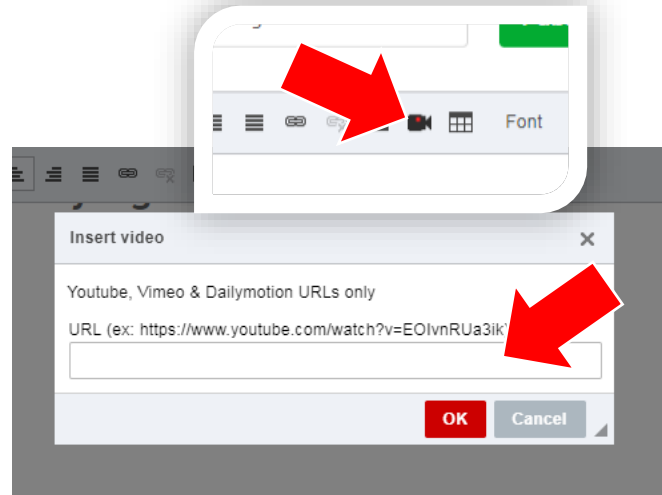 Font
Insert video
Youtube, Vimeo & Dailymotion URLs only
URL (ex: https://www.youtube.com/watch?v=EOIvnRUa3ik)
OK
Cancel